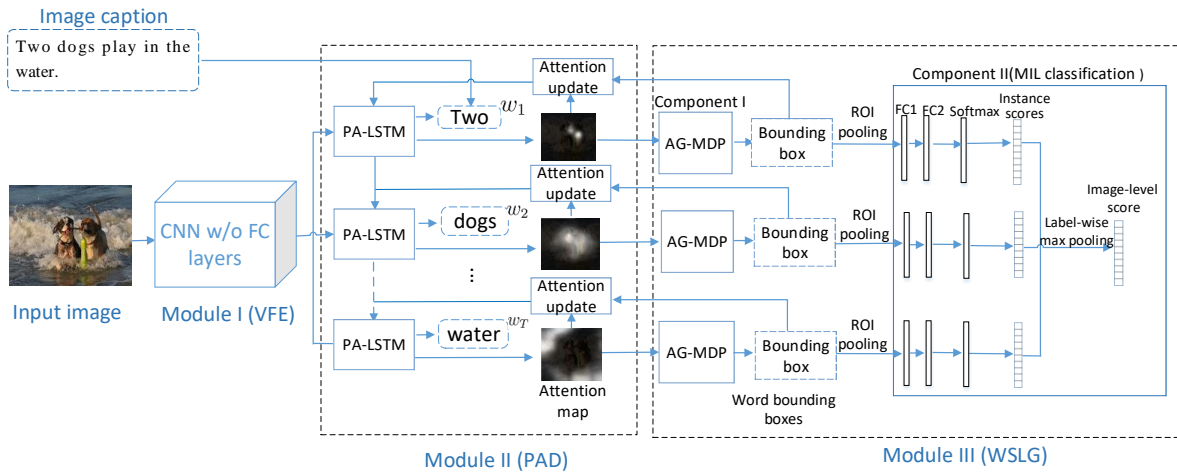 Image caption
Two dogs play in the
water.
Input image
CNN w/o FC
layers
Module I (VFE)
PA-LSTM
Two
w1
Attention
update
PA-LSTM
dogs
w2
Attention
update
...
PA-LSTM
water
wT
Attention
update
Attention
map
Module II (PAD)
Component I
AG-MDP
Bounding
box
ROI
pooling
AG-MDP
Bounding
box
ROI
pooling
AG-MDP
Bounding
box
ROI
pooling
Word bounding
boxes
Component II(MIL classification )
FC1
FC2
Softmax
Instance
scores
Label-wise
max pooling
Image-level
score
Module III (WSLG)